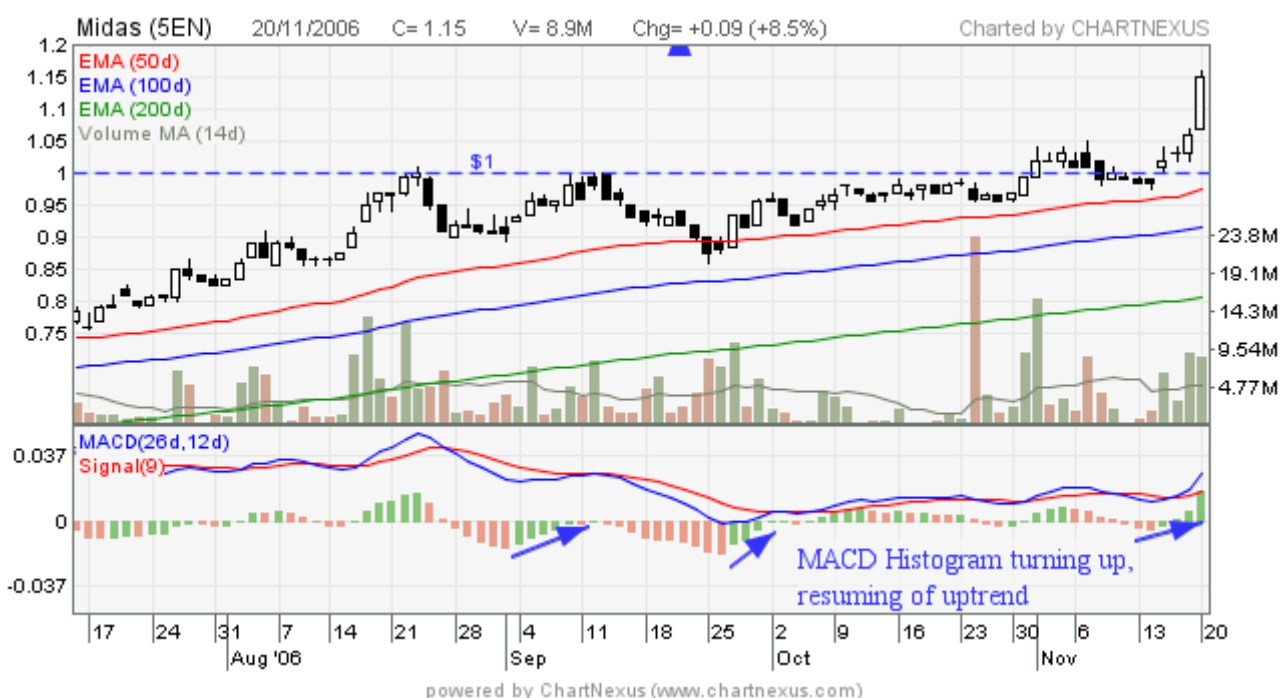 Midas (5EN) 20/11/2006 C= 1.15 V= 8.9M Chg= +0.09 (+8.5%) Charted by CHARTNEXUS
1.2
EMA (50d)
1.15
EMA (100d)
1.1
EMA (200d)
Volume MA (14d)
1.05
$1
1
0.95
0.9
23.8M
0.85
19.1M
0.8
14.3M
0.75
9.54M
4.77M
MACD(26d,12d)
0.037
Signal(9)
0
MACD Histogram turning up,
resuming of uptrend
-0.037
17 24 31 7 14 21 28 4 11 18 25 2 9 16 23 30 6 13 20
Aug '06 Sep Oct Nov
powered by ChartNexus (www.chartnexus.com)